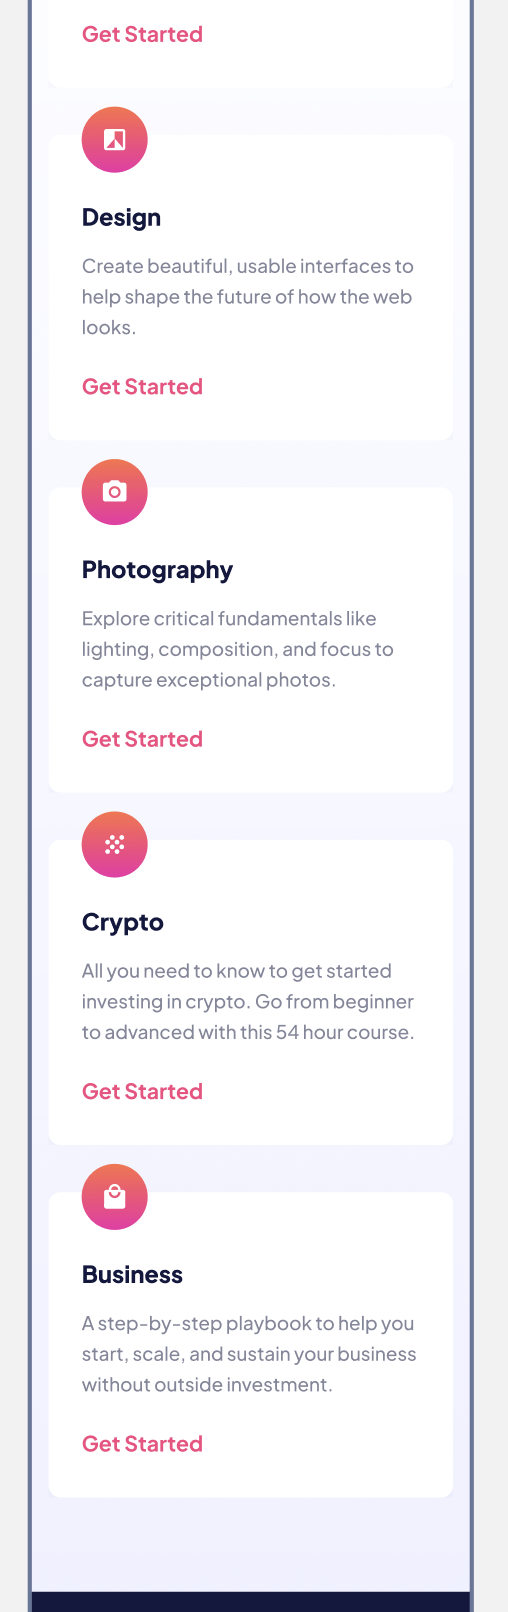 Get Started
Design
Create beautiful, usable interfaces to
help shape the future of how the web
looks.
Get Started
Photography
Explore critical fundamentals like
lighting, composition, and focus to
capture exceptional photos.
Get Started
Crypto
All you need to know to get started
investing in crypto. Go from beginner
to advanced with this 54 hour course.
Get Started
Business
A step-by-step playbook to help you
start, scale, and sustain your business
without outside investment.
Get Started